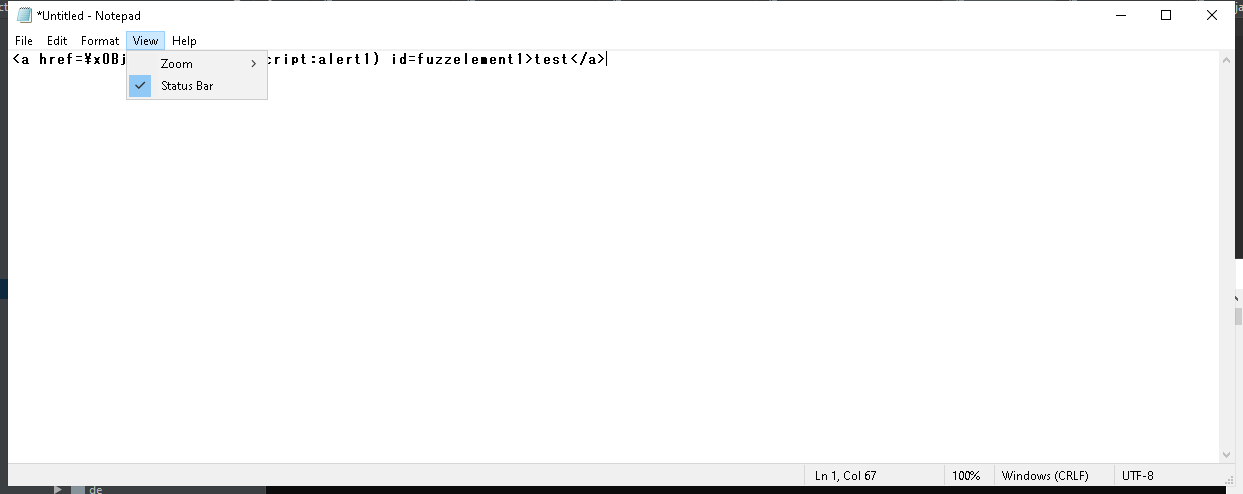 *Untitled - Notepad
File Edit Format View Help
<a href=¥x0Bj cript:alert1) id=fuzzelement1>test</a>
Zoom
Status Bar
Ln 1, Col 67 100% Windows (CRLF) UTF-8
de